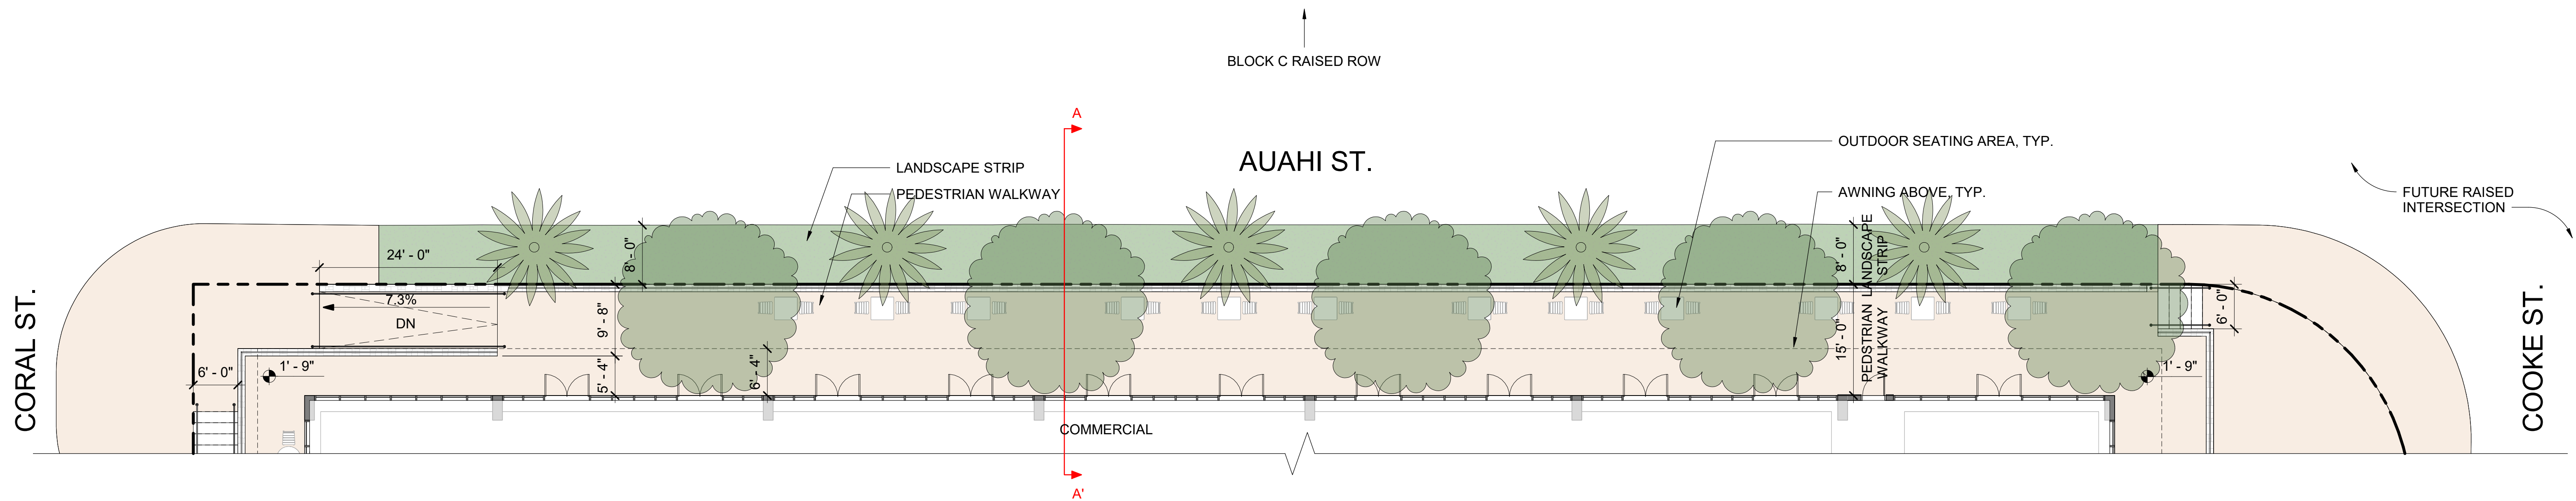 BLOCK C RAISED ROW
A
AUAHI ST.
OUTDOOR SEATING AREA, TYP.
LANDSCAPE STRIP
PEDESTRIAN WALKWAY
AWNING ABOVE, TYP.
FUTURE RAISED
INTERSECTION
24' - 0"
8' - 0"
8' - 0"
LANDSCAPE
STRIP
7.3%
DN
9' - 8"
5' - 4"
6' - 4"
15' - 0"
PEDSTRIAN
WALKWAY
6' - 0"
6' - 0"
1' - 9"
1' - 9"
CORAL ST.
COOKE ST.
COMMERCIAL
A'